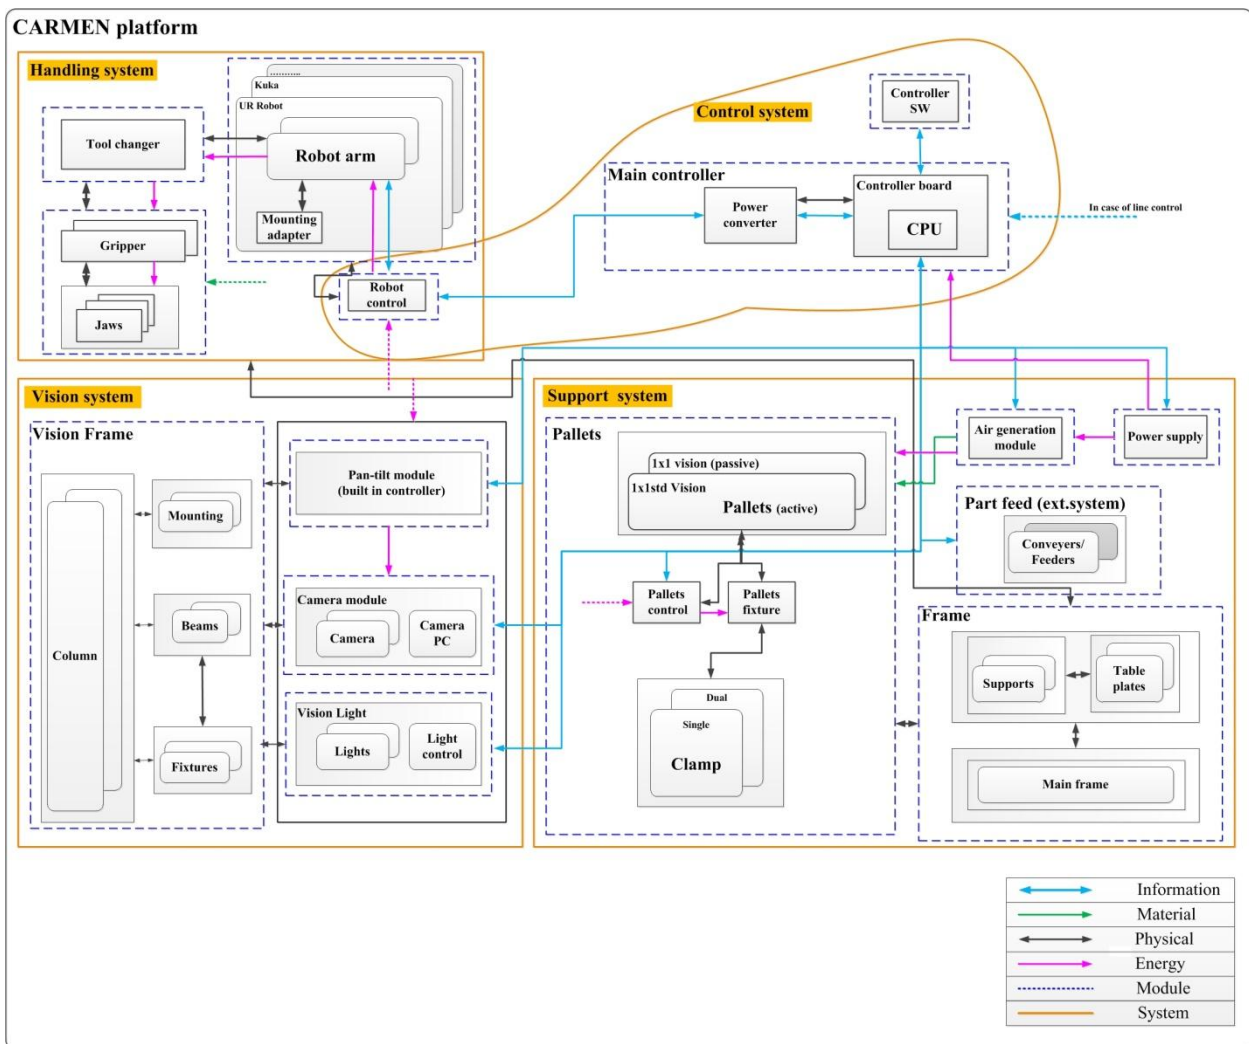 CARMEN platform
Handling system
Tool changer
Gripper
Jaws
...........
Kuka
UR Robot
Robot arm
Mounting
adapter
Robot
control
Control system
Controller
SW
Main controller
Power
converter
Controller board
CPU
In case of line control
Vision system
Vision Frame
Column
Mounting
Beams
Fixtures
Pan-tilt module
(built in controller)
Camera module
Camera
Camera
PC
Vision Light
Lights
Light
control
Support system
Pallets
1x1 vision (passive)
1x1std Vision
Pallets (active)
Pallets
control
Pallets
fixture
Dual
Single
Clamp
Air generation
module
Power supply
Part feed (ext.system)
Conveyers/
Feeders
Frame
Supports
Table
plates
Main frame
Information
Material
Physical
Energy
Module
System